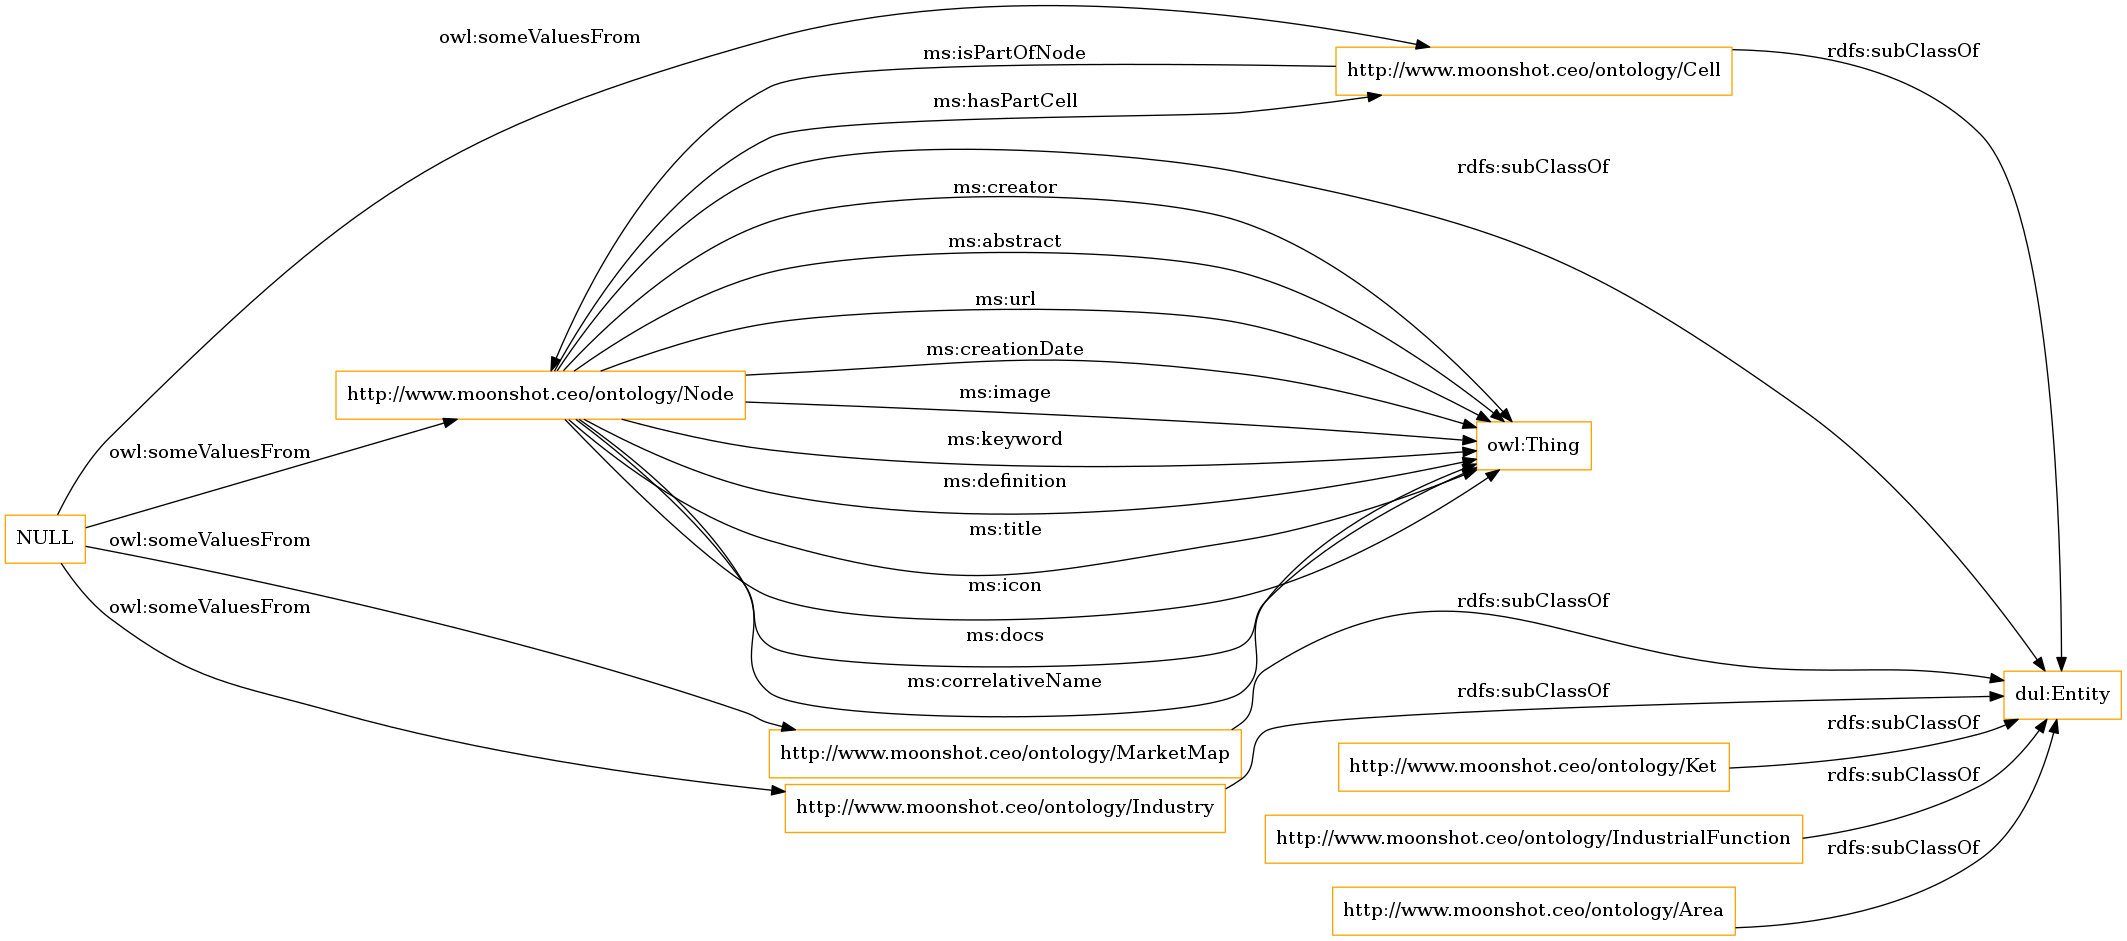 owl:someValuesFrom
ms:isPartOfNode
rdfs:subClassOf
http://www.moonshot.ceo/ontology/Cell
ms:hasPartCell
rdfs:subClassOf
ms:creator
ms:abstract
ms:url
ms:creationDate
ms:image
http://www.moonshot.ceo/ontology/Node
ms:keyword
owl:Thing
owl:someValuesFrom
ms:definition
ms:title
NULL
owl:someValuesFrom
ms:icon
rdfs:subClassOf
owl:someValuesFrom
ms:docs
ms:correlativeName
rdfs:subClassOf
dul:Entity
rdfs:subClassOf
http://www.moonshot.ceo/ontology/MarketMap
http://www.moonshot.ceo/ontology/Ket
rdfs:subClassOf
http://www.moonshot.ceo/ontology/Industry
http://www.moonshot.ceo/ontology/IndustrialFunction
rdfs:subClassOf
http://www.moonshot.ceo/ontology/Area